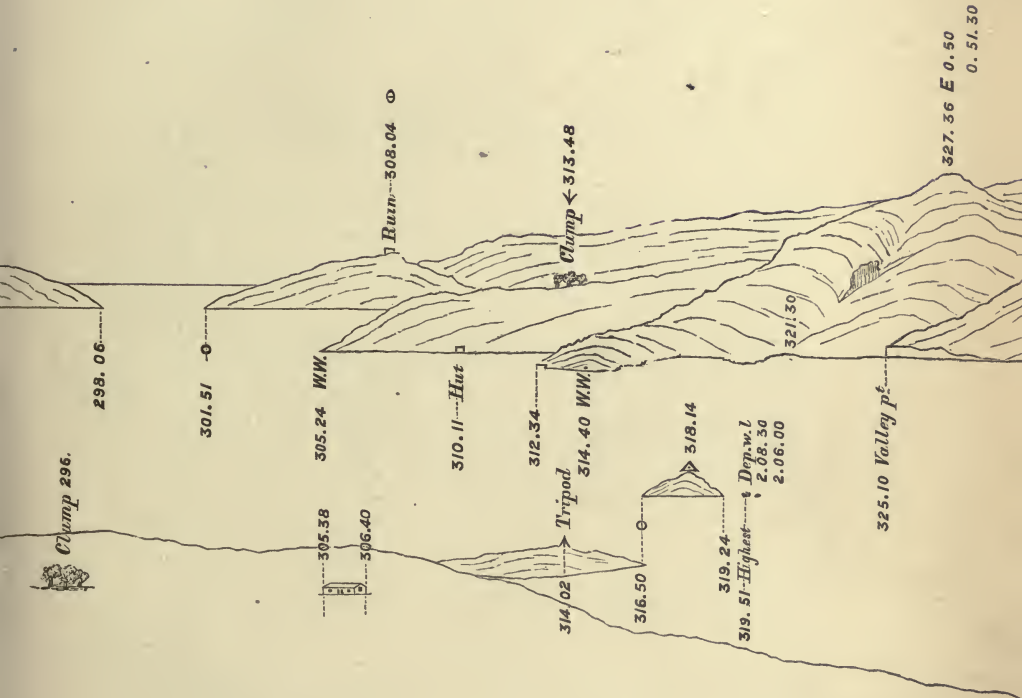 Clump 296.
298.06
301.51
305.24 W.W.
305.38
306.40
Ruin 308.04
310.11 Hut
312.34
Clump 313.48
314.02 Tripod
314.40 W.W.
316.50
318.14
319.24
319.51 Highest Dep.w.l
2.08.30
2.06.00
321.30
325.10 Valley pt
327.36 E 0.50
0.51.30